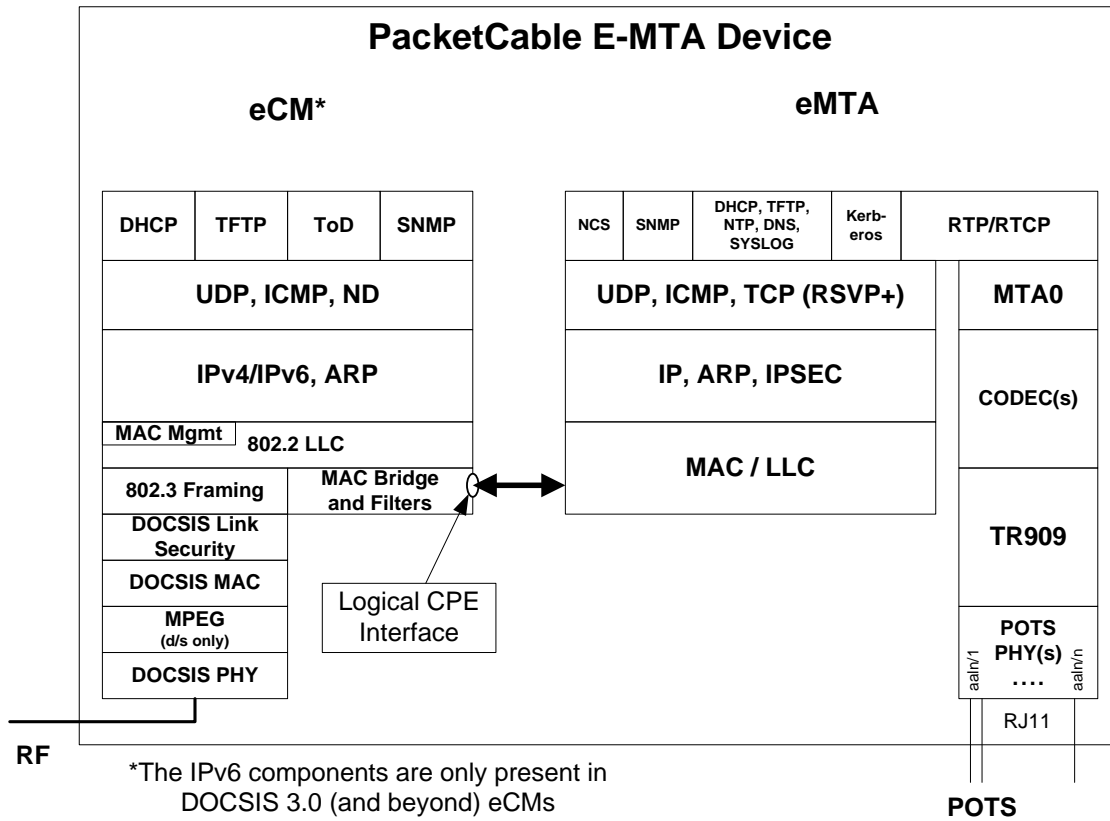 PacketCable E-MTA Device
eCM*
eMTA
DHCP
TFTP
ToD
SNMP
UDP, ICMP, ND
IPv4/IPv6, ARP
MAC Mgmt
802.2 LLC
802.3 Framing
MAC Bridge
and Filters
DOCSIS Link
Security
DOCSIS MAC
MPEG
(d/s only)
DOCSIS PHY
Logical CPE
Interface
NCS
SNMP
DHCP, TFTP,
NTP, DNS,
SYSLOG
Kerb-
eros
RTP/RTCP
UDP, ICMP, TCP (RSVP+)
IP, ARP, IPSEC
MAC / LLC
MTA0
CODEC(s)
TR909
POTS
PHY(s)
....
aaln/1
aaln/n
RJ11
RF
POTS
*The IPv6 components are only present in
DOCSIS 3.0 (and beyond) eCMs